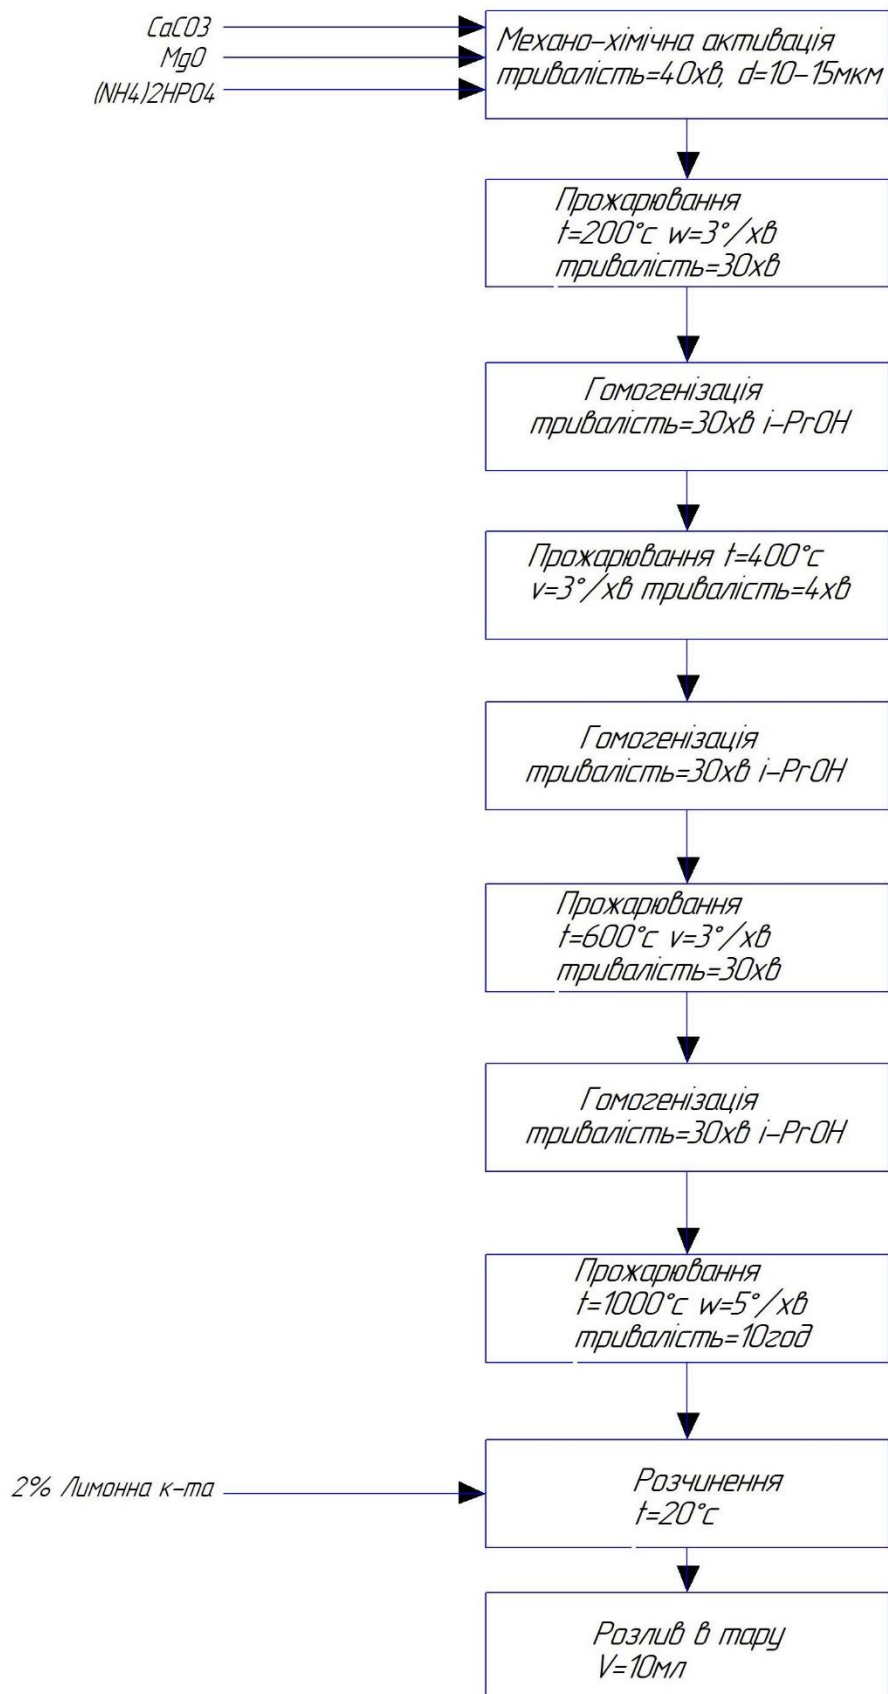 CaCO3
MgO
(NH4)2HPO4
Механо-хімічна активація
тривалість=40хв, d=10-15мкм
Прожарювання
t=200°с w=3°/хв
тривалість=30хв
Гомогенізація
тривалість=30хв i-PrOH
Прожарювання t=400°с
v=3°/хв тривалість=4хв
Гомогенізація
тривалість=30хв i-PrOH
Прожарювання
t=600°с v=3°/хв
тривалість=30хв
Гомогенізація
тривалість=30хв i-PrOH
Прожарювання
t=1000°с w=5°/хв
тривалість=10год
2% Лимонна к-та
Розчинення
t=20°с
Розлив в тару
V=10мл